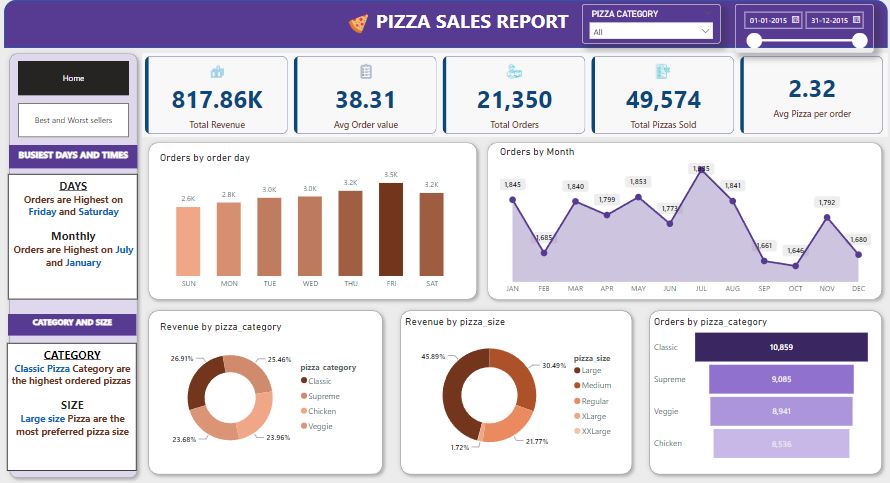 PIZZA SALES REPORT
PIZZA CATEGORY
All
01-01-2015
31-12-2015
Home
Best and Worst sellers
BUSIEST DAYS AND TIMES
DAYS
Orders are Highest on
Friday and Saturday
Monthly
Orders are Highest on July
and January
CATEGORY AND SIZE
CATEGORY
Classic Pizza Category are
the highest ordered pizzas
SIZE
Large size Pizza are the
most preferred pizza size
817.86K
Total Revenue
38.31
Avg Order value
21,350
Total Orders
49,574
Total Pizzas Sold
2.32
Avg Pizza per order
Orders by order day
2.6K
2.8K
3.0K
3.0K
3.2K
3.5K
3.2K
SUN MON TUE WED THU FRI SAT
Orders by Month
1,845
1,685
1,840
1,799
1,853
1,773
1,841
1,661
1,646
1,792
1,680
JAN FEB MAR APR MAY JUN JUL AUG SEP OCT NOV DEC
Revenue by pizza_category
26.91%
25.46%
23.68%
23.96%
pizza_category
Classic
Supreme
Chicken
Veggie
Revenue by pizza_size
45.89%
30.49%
1.72%
21.77%
pizza_size
Large
Medium
Regular
XLarge
XXLarge
Orders by pizza_category
Classic 10,859
Supreme 9,085
Veggie 8,941
Chicken 8,536